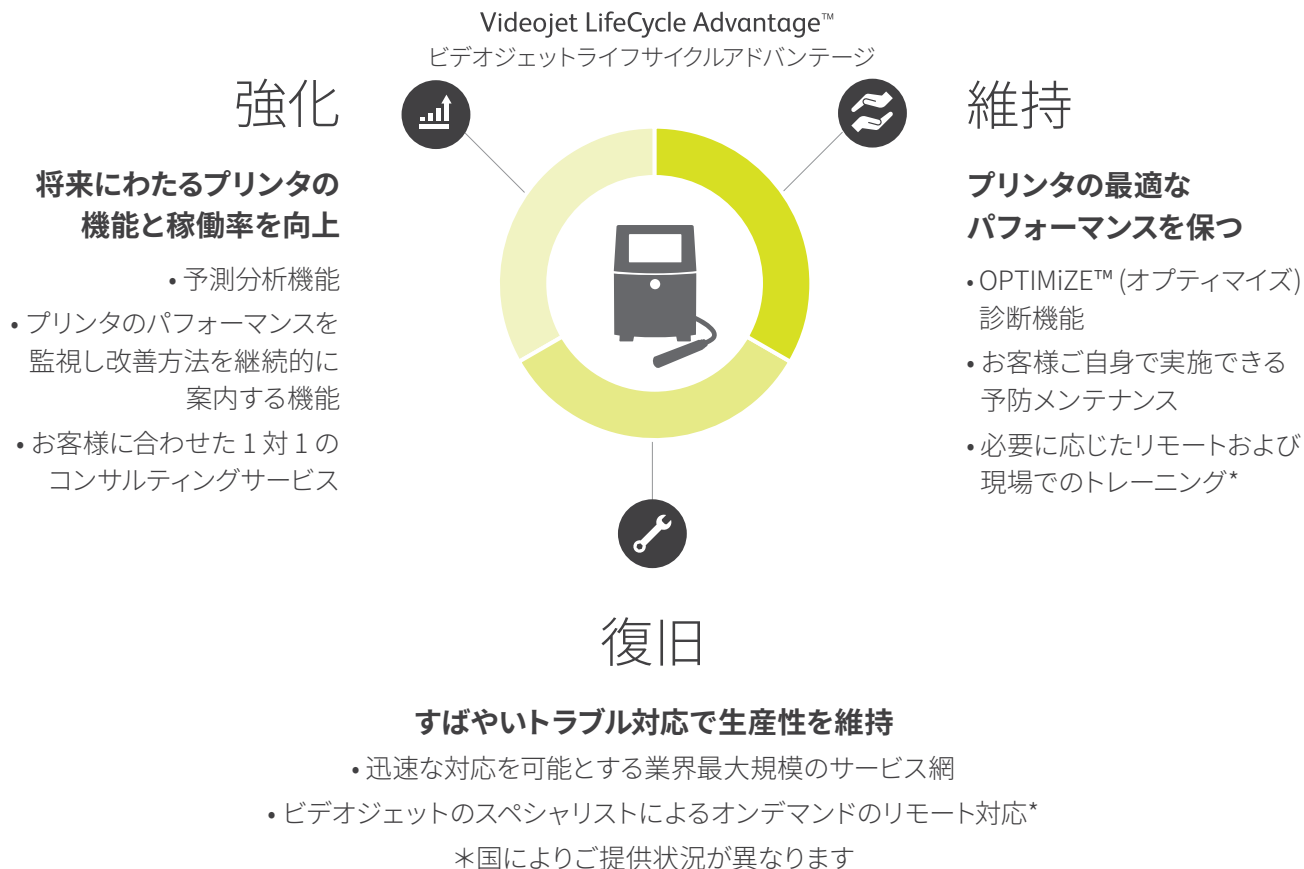 Videojet LifeCycle Advantage™
ビデオジェットライフサイクルアドバンテージ
強化
将来にわたるプリンタの
機能と稼働率を向上
• 予測分析機能
• プリンタのパフォーマンスを
監視し改善方法を継続的に
案内する機能
• お客様に合わせた 1 対 1 の
コンサルティングサービス
維持
プリンタの最適な
パフォーマンスを保つ
• OPTIMiZE™ (オプティマイズ)
診断機能
• お客様ご自身で実施できる
予防メンテナンス
• 必要に応じたリモートおよび
現場でのトレーニング*
復旧
すばやいトラブル対応で生産性を維持
• 迅速な対応を可能とする業界最大規模のサービス網
• ビデオジェットのスペシャリストによるオンデマンドのリモート対応*
＊国によりご提供状況が異なります